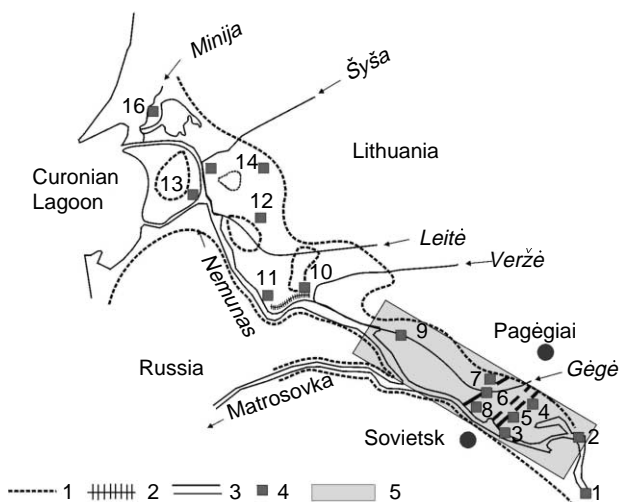 Minija
Šyša
16
Lithuania
14
Curonian
Lagoon
13
12
Leitė
Veržė
10
11
Nemunas
9
Pagėgiai
Russia
7
Gėgė
6
Matrosovka
4
8
5
3
2
Sovietsk
1
1 2 3 4 5